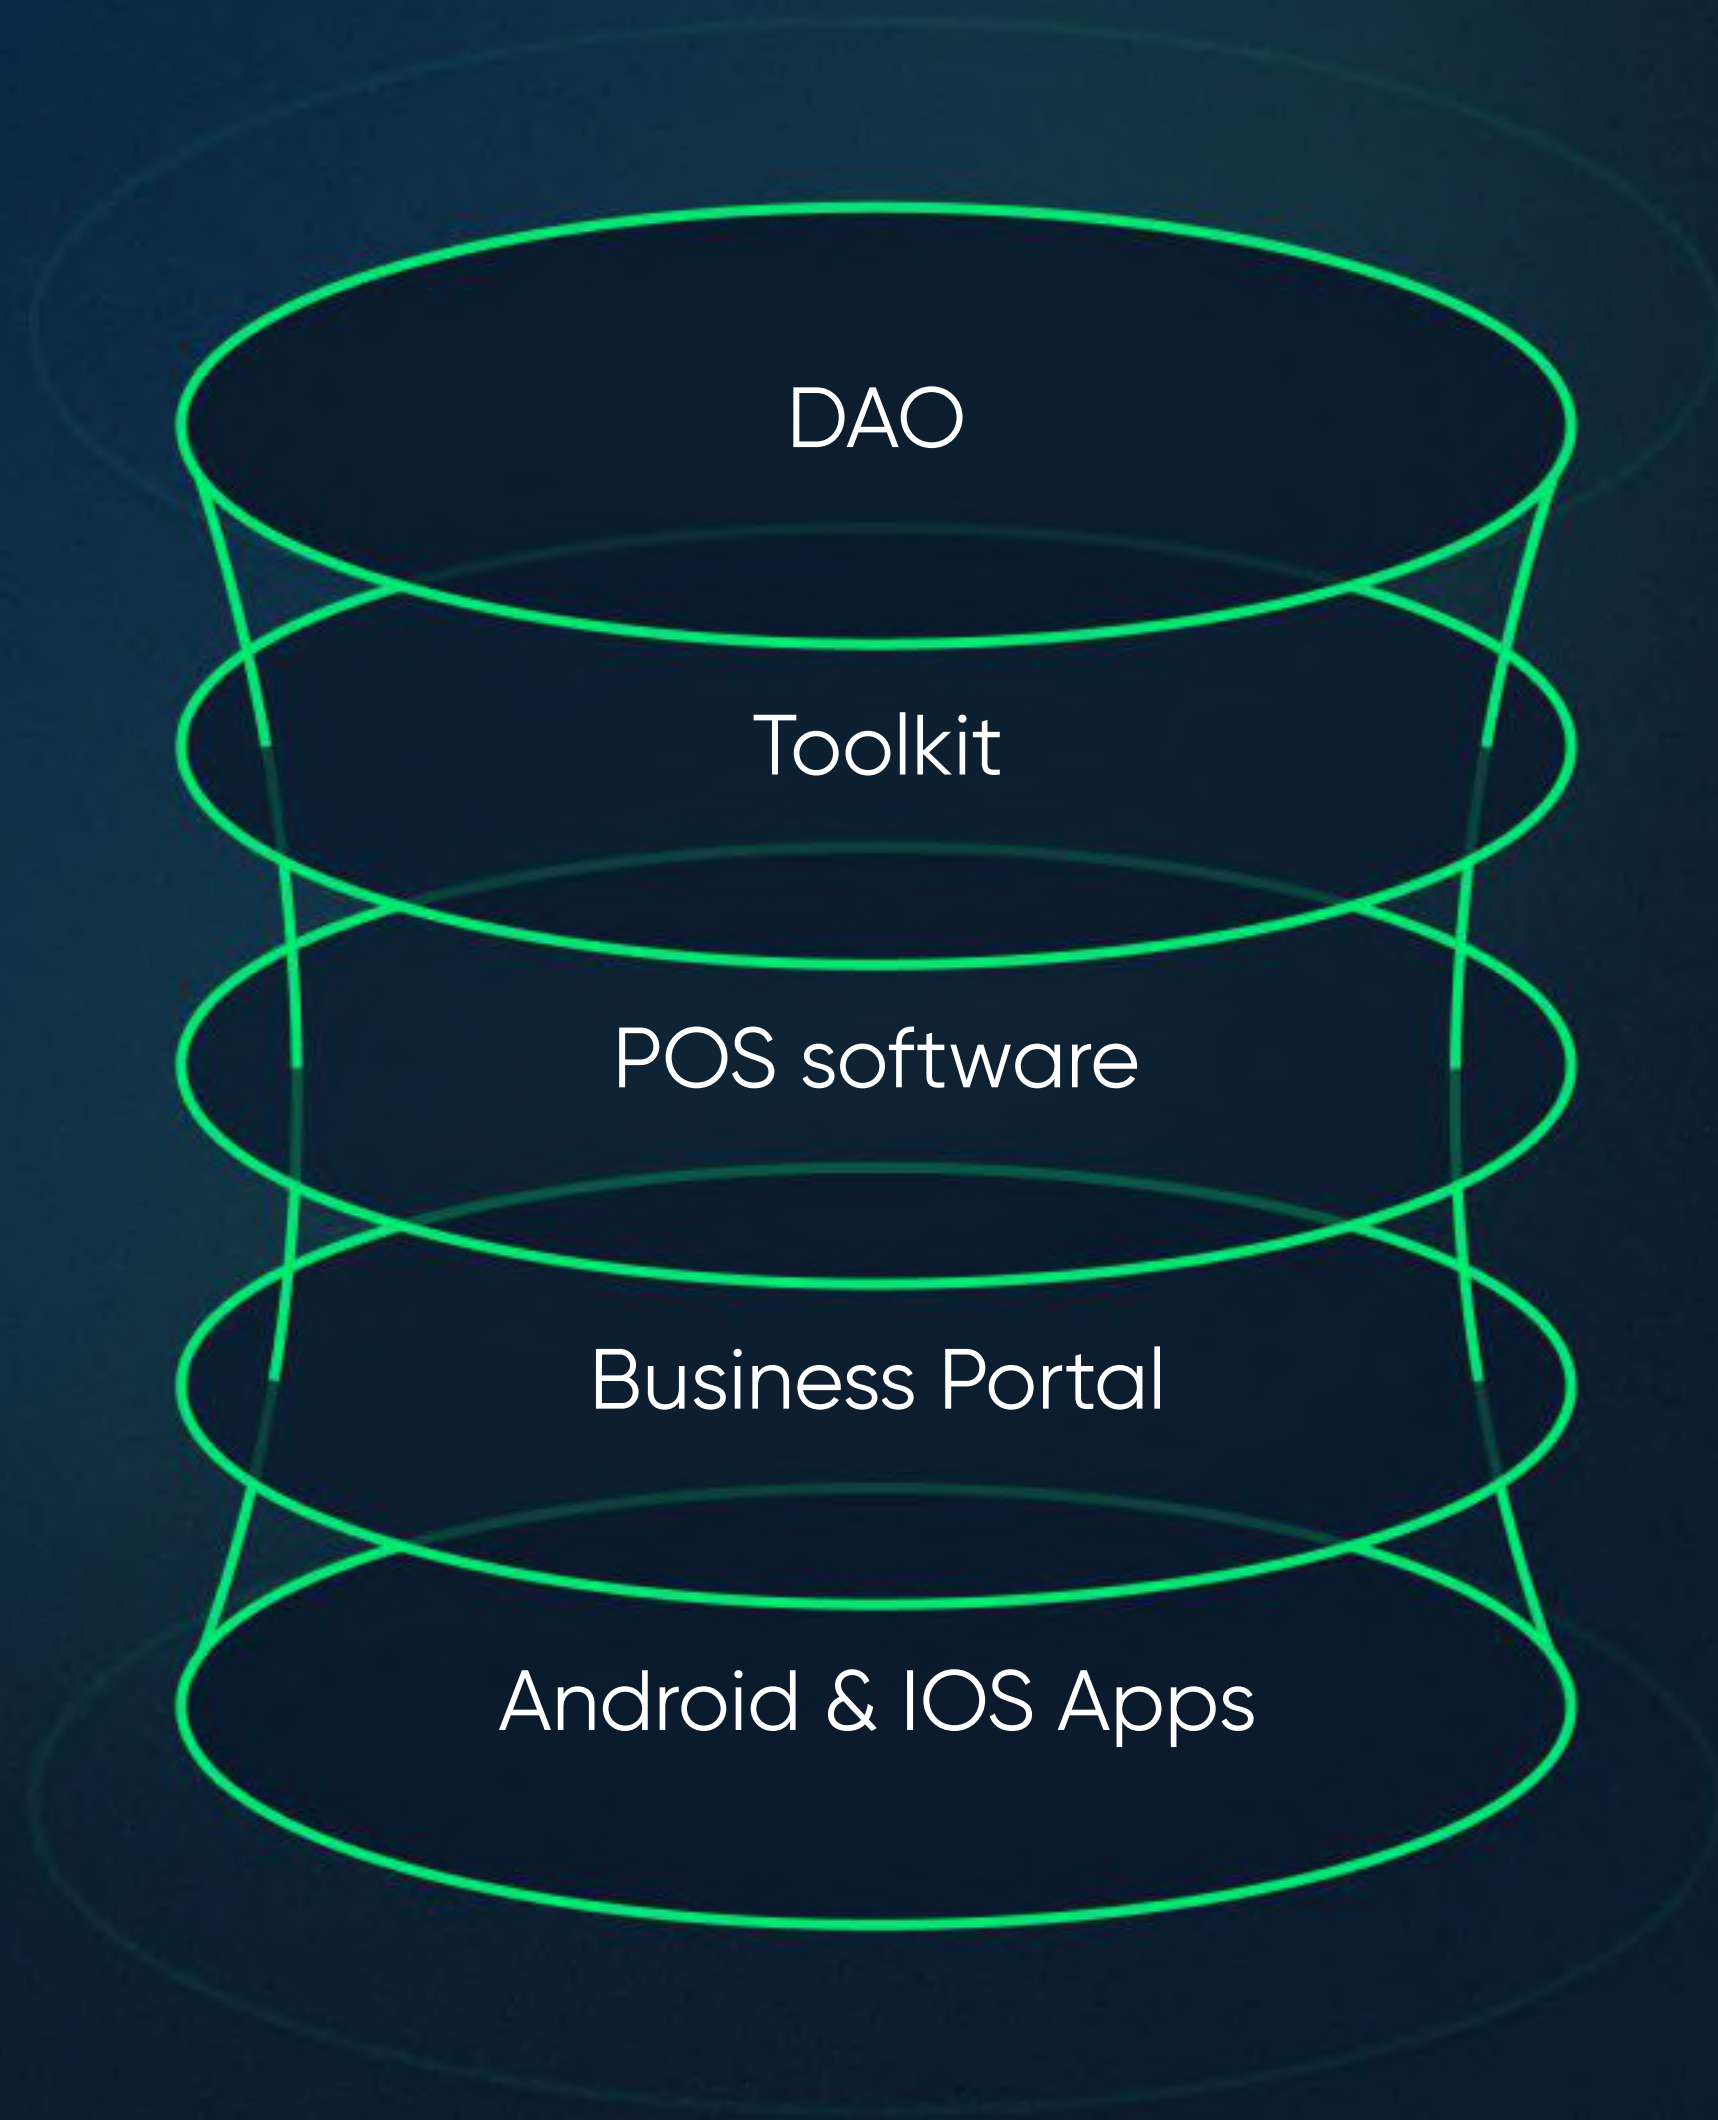 DAO
Toolkit
POS software
Business Portal
Android & IOS Apps